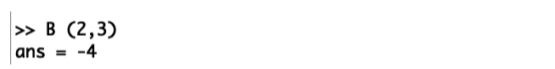 >> B (2,3)
ans = -4